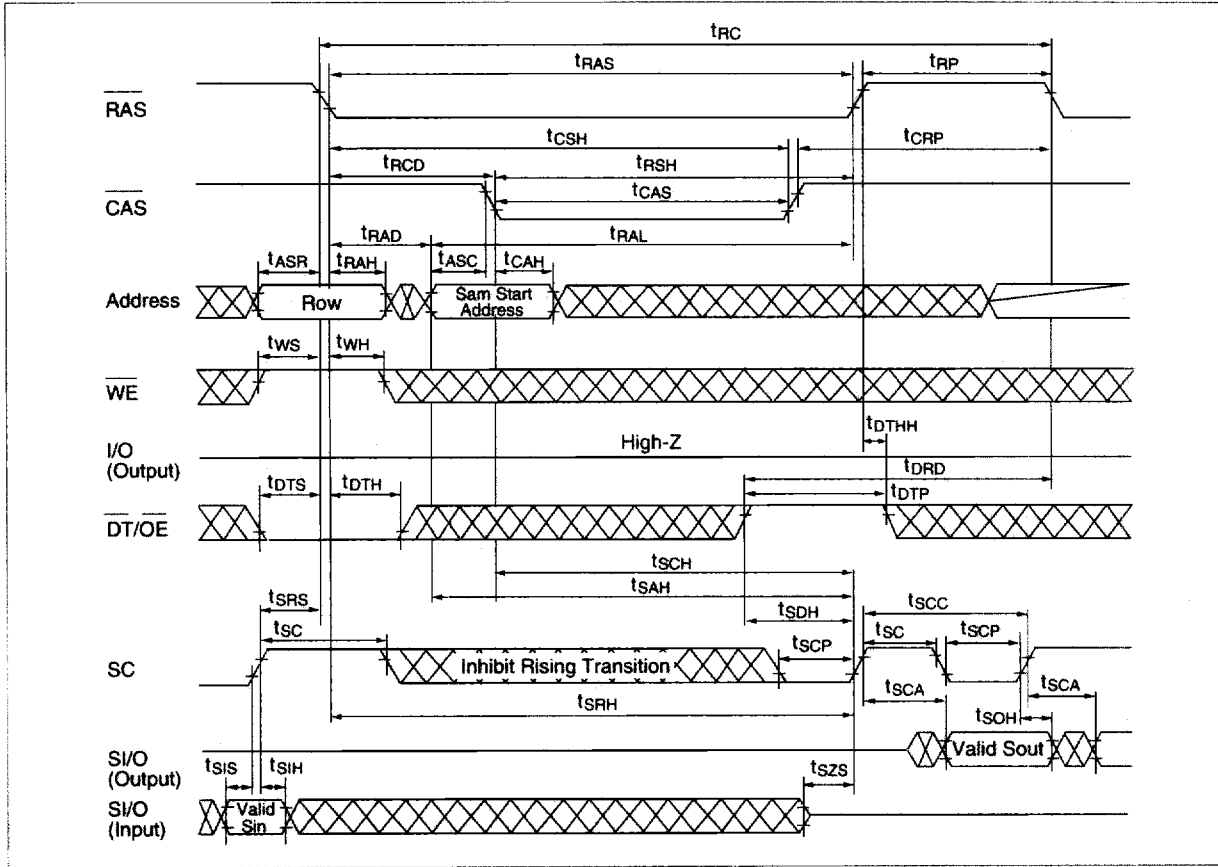 tRC
tRAS tRP
RAS
tCSH tCRP
tRCD tRSH
CAS tCAS
tRAD tRAL
tASR tRAH tASC tCAH
Address Row Sam Start Address
tWS tWH
WE
tDTHH
I/O (Output) High-Z
tDRD
tDTS tDTH tDTP
DT/OE
tSCH
tSAH
tSRS tSDH tSCC
tSC tSCP tSC tSCP
SC Inhibit Rising Transition
tSRH tSCA tSCA
tSOH
SI/O (Output) Valid Sout
tSIS tSIH tSZS
SI/O (Input) Valid Sin